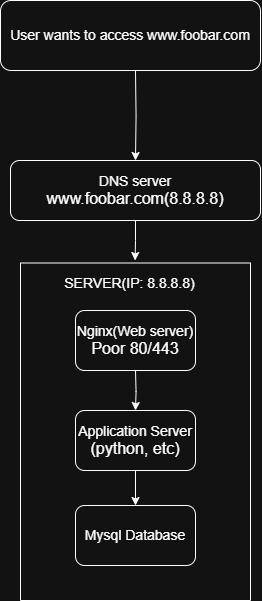 User wants to access www.foobar.com
DNS server
www.foobar.com(8.8.8.8)
SERVER(IP: 8.8.8.8)
Nginx(Web server)
Poor 80/443
Application Server
(python, etc)
Mysql Database